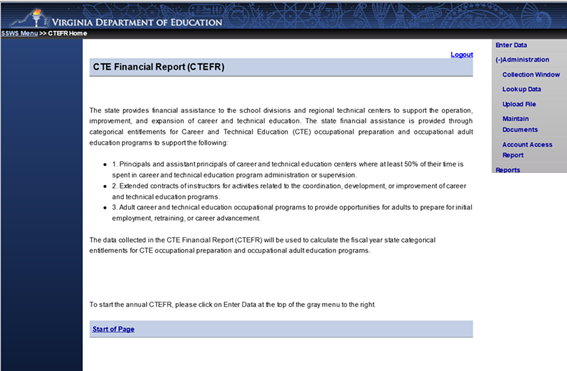 VIRGINIA DEPARTMENT OF EDUCATION
SSWS Menu >> CTEFR Home
Logout
CTE Financial Report (CTEFR)
The state provides financial assistance to the school divisions and regional technical centers to support the operation,
improvement, and expansion of career and technical education. The state financial assistance is provided through
categorical entitlements for Career and Technical Education (CTE) occupational preparation and occupational adult
education programs to support the following:
● 1. Principals and assistant principals of career and technical education centers where at least 50% of their time is
spent in career and technical education program administration or supervision.
● 2. Extended contracts of instructors for activities related to the coordination, development, or improvement of career
and technical education programs.
● 3. Adult career and technical education occupational programs to provide opportunities for adults to prepare for initial
employment, retraining, or career advancement.
The data collected in the CTE Financial Report (CTEFR) will be used to calculate the fiscal year state categorical
entitlements for CTE occupational preparation and occupational adult education programs.
To start the annual CTEFR, please click on Enter Data at the top of the gray menu to the right.
Start of Page
Enter Data
(-)Administration
Collection Window
Lookup Data
Upload File
Maintain
Documents
Account Access
Report
Reports